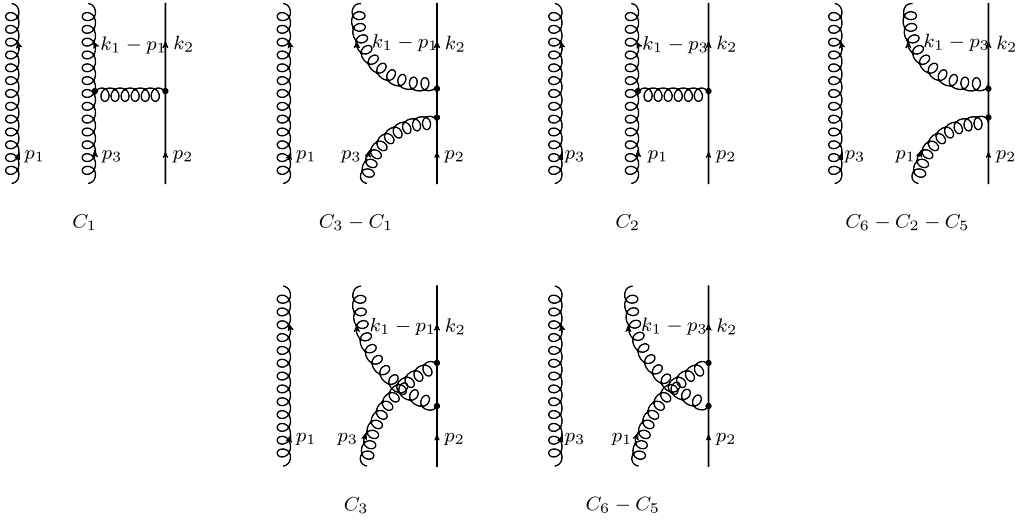 k₁ − p₁ k₂ k₁ − p₁ k₂ k₁ − p₃ k₂ k₁ − p₃ k₂
p₁ p₃ p₂ p₁ p₃ p₂ p₃ p₁ p₂ p₃ p₁ p₂
C₁ C₃ − C₁ C₂ C₆ − C₂ − C₅
k₁ − p₁ k₂ k₁ − p₃ k₂
p₁ p₃ p₂ p₃ p₁ p₂
C₃ C₆ − C₅